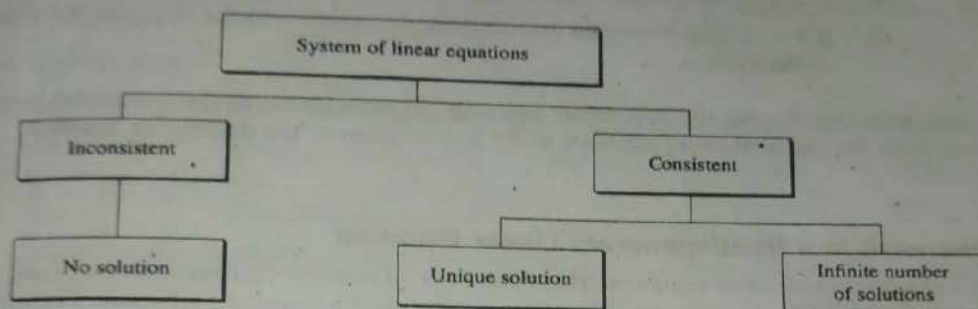 System of linear equations
Inconsistent
Consistent
No solution
Unique solution
Infinite number
of solutions